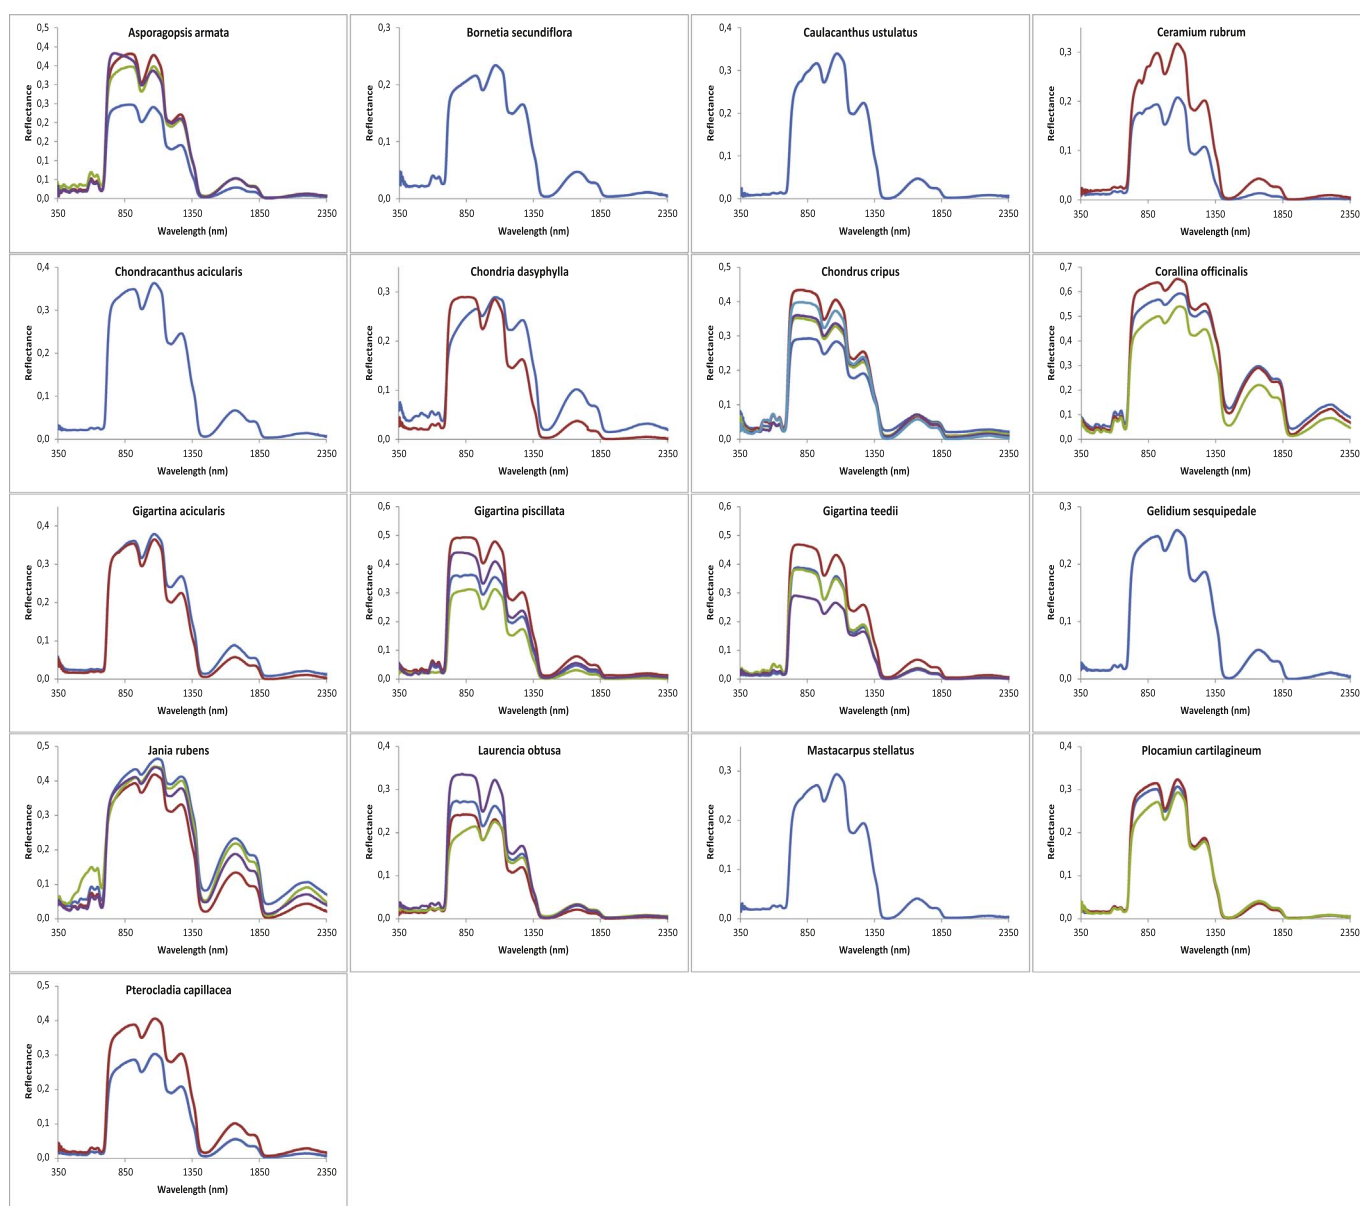 Asporagopsis armata
0,5
0,4
0,4
0,3
0,3
0,2
0,2
0,1
0,1
0,0
Reflectance
350 850 1350 1850 2350
Wavelength (nm)
Bornetia secundiflora
0,3
0,2
0,1
0,0
Reflectance
350 850 1350 1850 2350
Wavelength (nm)
Caulacanthus ustulatus
0,4
0,3
0,2
0,1
0,0
Reflectance
350 850 1350 1850 2350
Wavelength (nm)
Ceramium rubrum
0,3
0,2
0,1
0,0
Reflectance
350 850 1350 1850 2350
Wavelength (nm)
Chondracanthus acicularis
0,4
0,3
0,2
0,1
0,0
Reflectance
350 850 1350 1850 2350
Wavelength (nm)
Chondria dasyphylla
0,3
0,2
0,1
0,0
Reflectance
350 850 1350 1850 2350
Wavelength (nm)
Chondrus cripus
0,5
0,4
0,3
0,2
0,1
0,0
Reflectance
350 850 1350 1850 2350
Wavelength (nm)
Corallina officinalis
0,7
0,6
0,5
0,4
0,3
0,2
0,1
0,0
Reflectance
350 850 1350 1850 2350
Wavelength (nm)
Gigartina acicularis
0,4
0,3
0,2
0,1
0,0
Reflectance
350 850 1350 1850 2350
Wavelength (nm)
Gigartina piscillata
0,6
0,5
0,4
0,3
0,2
0,1
0,0
Reflectance
350 850 1350 1850 2350
Wavelength (nm)
Gigartina teedii
0,6
0,5
0,4
0,3
0,2
0,1
0,0
Reflectance
350 850 1350 1850 2350
Wavelength (nm)
Gelidium sesquipedale
0,3
0,2
0,1
0,0
Reflectance
350 850 1350 1850 2350
Wavelength (nm)
Jania rubens
0,5
0,4
0,3
0,2
0,1
0,0
Reflectance
350 850 1350 1850 2350
Wavelength (nm)
Laurencia obtusa
0,4
0,3
0,2
0,1
0,0
Reflectance
350 850 1350 1850 2350
Wavelength (nm)
Mastacarpus stellatus
0,3
0,2
0,1
0,0
Reflectance
350 850 1350 1850 2350
Wavelength (nm)
Plocamiun cartilagineum
0,4
0,3
0,2
0,1
0,0
Reflectance
350 850 1350 1850 2350
Wavelength (nm)
Pterocladia capillacea
0,5
0,4
0,3
0,2
0,1
0,0
Reflectance
350 850 1350 1850 2350
Wavelength (nm)